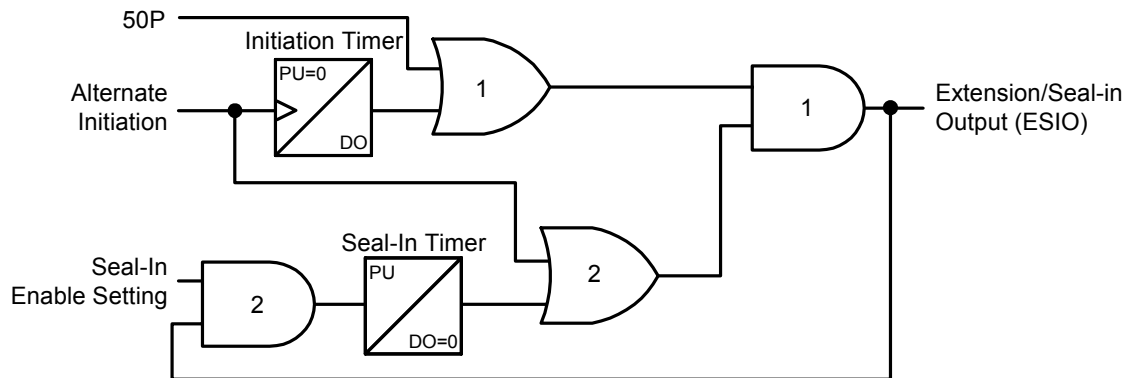 50P
Initiation Timer
PU=0
DO
Alternate
Initiation
1
1
Extension/Seal-in
Output (ESIO)
Seal-In Timer
PU
DO=0
2
Seal-In
Enable Setting
2